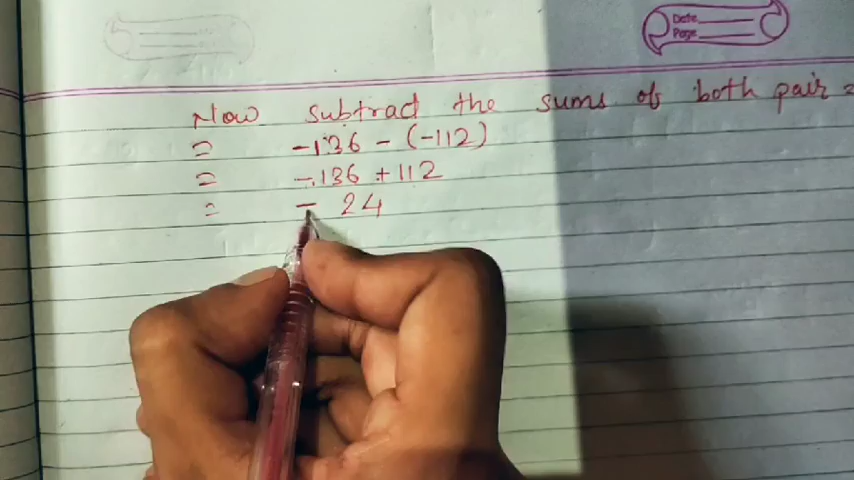 Date
Page
Now subtract the sums of both pair =
= -136 - (-112)
= -136 + 112
= - 24